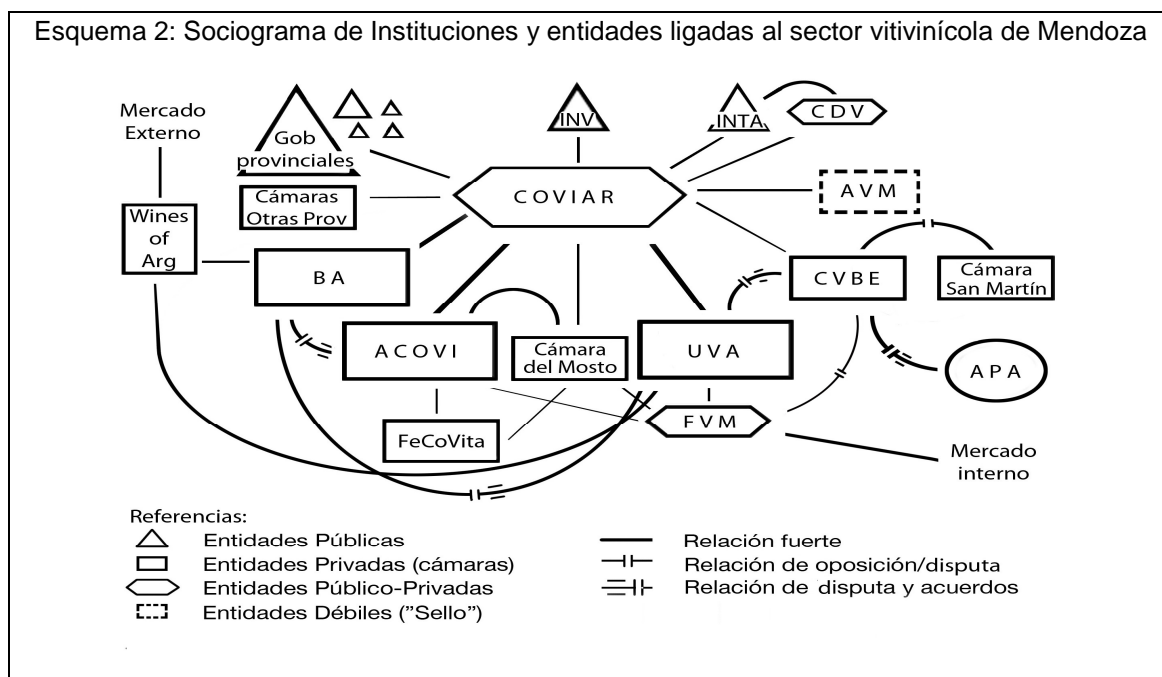 Esquema 2: Sociograma de Instituciones y entidades ligadas al sector vitivinícola de Mendoza
Mercado
Externo
Gob
provinciales
INV
INTA
CDV
Cámaras
Otras Prov
COVIAR
AVM
Wines
of
Arg
BA
CVBE
Cámara
San Martín
ACOVI
Cámara
del Mosto
UVA
APA
FeCoVita
FVM
Mercado
interno
Referencias:
Entidades Públicas
Entidades Privadas (cámaras)
Entidades Público-Privadas
Entidades Débiles ("Sello")
Relación fuerte
Relación de oposición/disputa
Relación de disputa y acuerdos